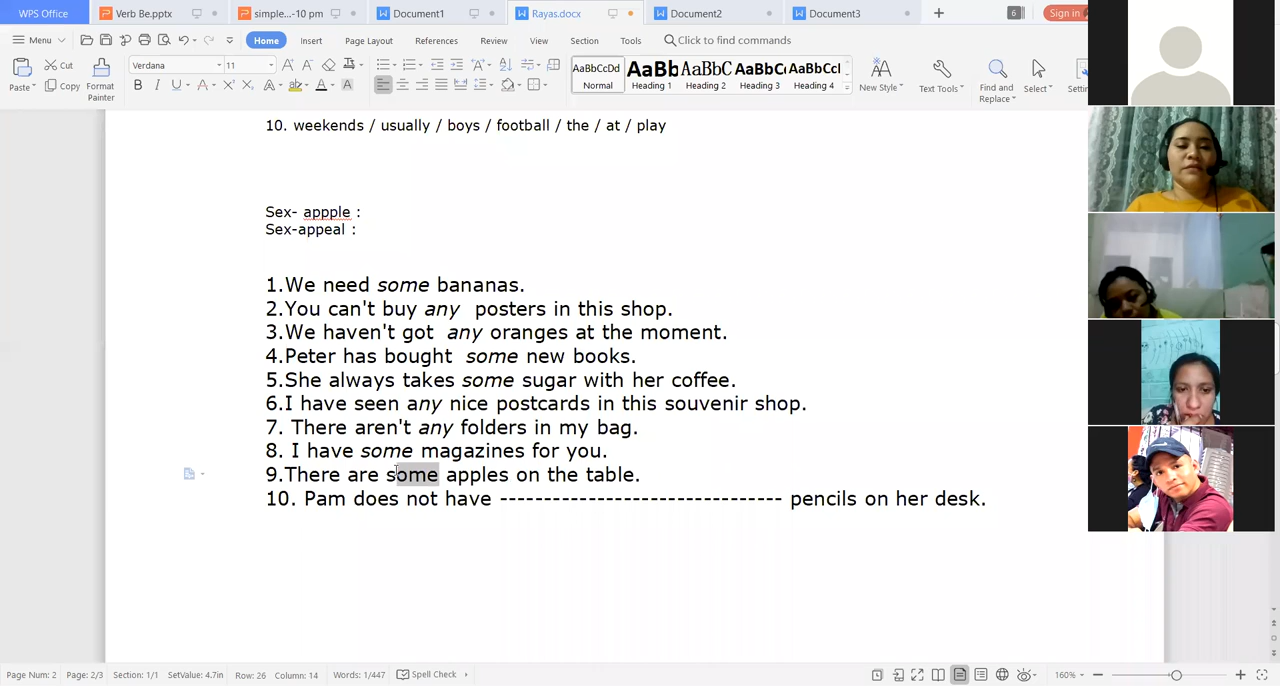 WPS Office
Verb Be.pptx
simple...-10 pm
Document1
Rayas.docx
Document2
Document3
6
Sign in
Menu
Home
Insert
Page Layout
References
Review
View
Section
Tools
Click to find commands
Paste
Cut
Copy
Format Painter
Verdana
11
B I U A X² X₂ A A A
AaBbCcDd
Normal
AaBb
Heading 1
AaBbC
Heading 2
AaBbC
Heading 3
AaBbCcI
Heading 4
New Style
Text Tools
Find and Replace
Select
10. weekends / usually / boys / football / the / at / play
Sex- appple :
Sex-appeal :
1.We need some bananas.
2.You can't buy any posters in this shop.
3.We haven't got any oranges at the moment.
4.Peter has bought some new books.
5.She always takes some sugar with her coffee.
6.I have seen any nice postcards in this souvenir shop.
7. There aren't any folders in my bag.
8. I have some magazines for you.
9.There are some apples on the table.
10. Pam does not have ------------------------------- pencils on her desk.
Page Num: 2
Page: 2/3
Section: 1/1
SetValue: 4.7in
Row: 26
Column: 14
Words: 1/447
Spell Check
160%